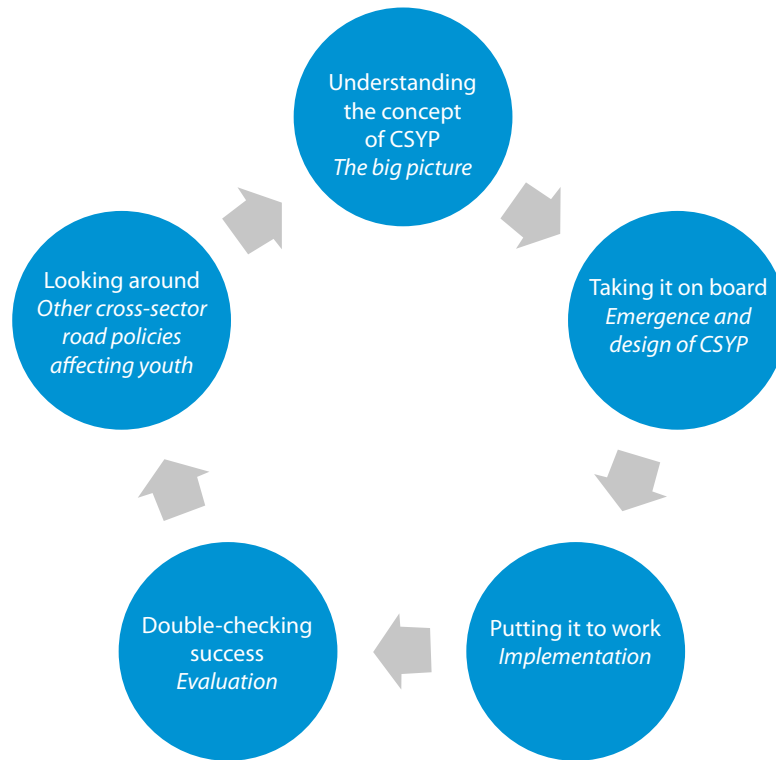 Understanding
the concept
of CSYP
The big picture
Taking it on board
Emergence and
design of CSYP
Putting it to work
Implementation
Double-checking
success
Evaluation
Looking around
Other cross-sector
road policies
affecting youth